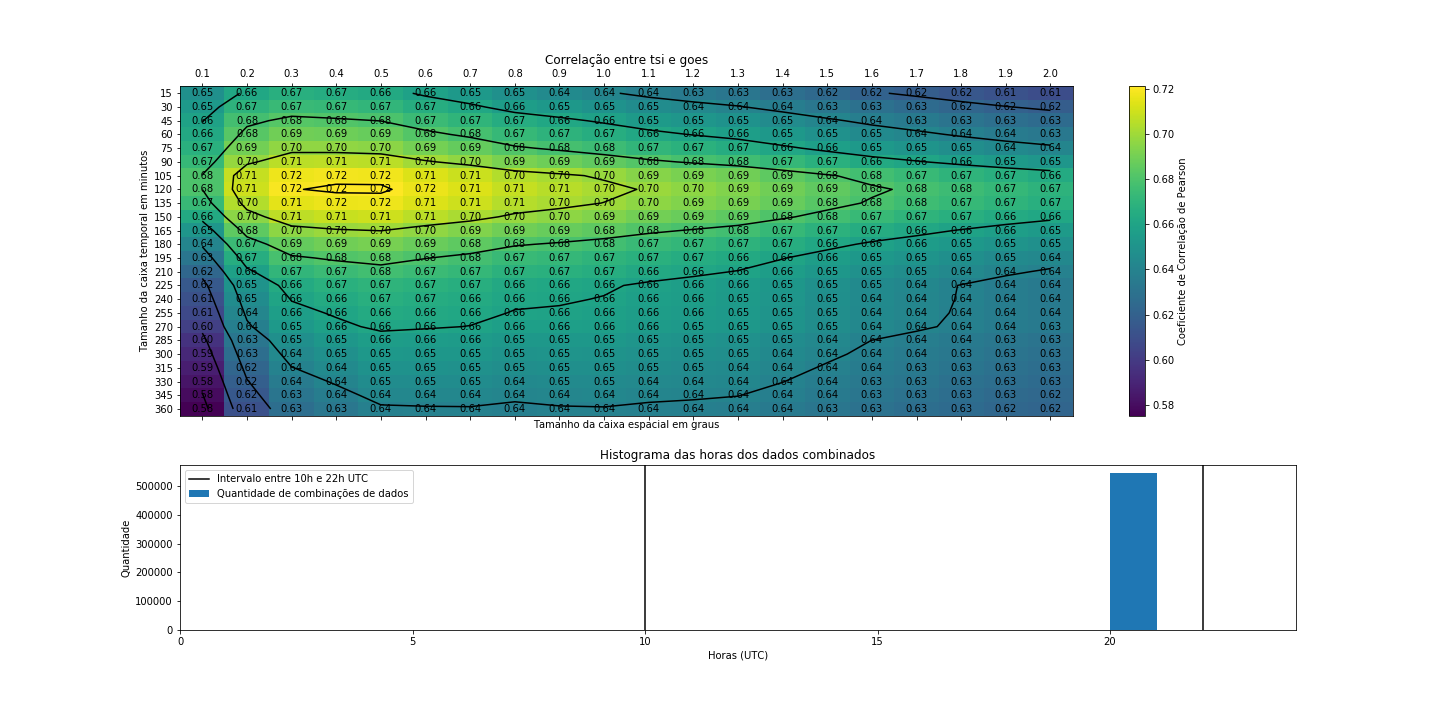 Correlação entre tsi e goes
0.1 0.2 0.3 0.4 0.5 0.6 0.7 0.8 0.9 1.0 1.1 1.2 1.3 1.4 1.5 1.6 1.7 1.8 1.9 2.0
15 0.65 0.66 0.67 0.67 0.66 0.66 0.66 0.65 0.64 0.64 0.64 0.63 0.63 0.63 0.62 0.62 0.62 0.62 0.61 0.61
30 0.65 0.67 0.67 0.67 0.67 0.67 0.66 0.66 0.65 0.65 0.65 0.64 0.64 0.64 0.63 0.63 0.63 0.62 0.62 0.62
45 0.65 0.68 0.68 0.68 0.68 0.67 0.67 0.67 0.66 0.66 0.65 0.65 0.65 0.65 0.64 0.64 0.63 0.63 0.63 0.63
60 0.66 0.68 0.69 0.69 0.69 0.68 0.68 0.67 0.67 0.67 0.66 0.66 0.66 0.65 0.65 0.65 0.64 0.64 0.64 0.63
75 0.67 0.69 0.70 0.70 0.70 0.69 0.69 0.68 0.68 0.68 0.67 0.67 0.67 0.66 0.66 0.65 0.65 0.65 0.64 0.64
90 0.67 0.70 0.71 0.71 0.71 0.70 0.70 0.69 0.69 0.69 0.68 0.68 0.68 0.67 0.67 0.66 0.66 0.66 0.65 0.65
105 0.68 0.71 0.72 0.72 0.72 0.71 0.71 0.70 0.70 0.70 0.69 0.69 0.69 0.68 0.68 0.68 0.67 0.67 0.67 0.66
120 0.68 0.71 0.72 0.72 0.72 0.71 0.71 0.71 0.70 0.70 0.70 0.69 0.69 0.69 0.68 0.68 0.68 0.67 0.67
135 0.67 0.70 0.71 0.72 0.72 0.71 0.71 0.70 0.70 0.70 0.70 0.69 0.69 0.69 0.68 0.68 0.68 0.67 0.67 0.67
150 0.66 0.70 0.71 0.71 0.71 0.71 0.70 0.70 0.70 0.69 0.69 0.69 0.69 0.68 0.68 0.67 0.67 0.67 0.66 0.66
165 0.65 0.68 0.70 0.70 0.70 0.69 0.69 0.69 0.69 0.68 0.68 0.68 0.68 0.67 0.67 0.67 0.66 0.66 0.66 0.65
180 0.64 0.67 0.69 0.69 0.69 0.69 0.68 0.68 0.68 0.68 0.67 0.67 0.67 0.67 0.66 0.66 0.66 0.65 0.65 0.65
195 0.63 0.67 0.68 0.68 0.68 0.68 0.68 0.67 0.67 0.67 0.67 0.67 0.66 0.66 0.66 0.65 0.65 0.65 0.65 0.65
210 0.62 0.66 0.67 0.67 0.68 0.67 0.67 0.67 0.67 0.67 0.66 0.66 0.66 0.65 0.65 0.65 0.65 0.64 0.64 0.64
225 0.62 0.65 0.66 0.67 0.67 0.67 0.67 0.67 0.66 0.66 0.66 0.66 0.65 0.65 0.65 0.64 0.64 0.64 0.64 0.64
240 0.61 0.65 0.66 0.66 0.67 0.67 0.66 0.66 0.66 0.66 0.66 0.65 0.65 0.65 0.65 0.64 0.64 0.64 0.64 0.64
255 0.61 0.64 0.66 0.66 0.66 0.66 0.66 0.66 0.66 0.66 0.65 0.65 0.65 0.65 0.65 0.64 0.64 0.64 0.64 0.64
270 0.60 0.64 0.65 0.66 0.66 0.66 0.66 0.66 0.66 0.65 0.65 0.65 0.65 0.65 0.64 0.64 0.64 0.64 0.64 0.63
285 0.60 0.63 0.65 0.65 0.66 0.66 0.65 0.65 0.65 0.65 0.65 0.65 0.65 0.64 0.64 0.64 0.64 0.63 0.63 0.63
300 0.59 0.63 0.64 0.65 0.65 0.65 0.65 0.65 0.65 0.65 0.65 0.65 0.64 0.64 0.64 0.64 0.63 0.63 0.63 0.63
315 0.59 0.62 0.64 0.65 0.65 0.65 0.65 0.65 0.65 0.65 0.65 0.64 0.64 0.64 0.64 0.63 0.63 0.63 0.63 0.63
330 0.58 0.62 0.64 0.64 0.65 0.65 0.65 0.64 0.65 0.65 0.64 0.64 0.64 0.64 0.64 0.63 0.63 0.63 0.63 0.63
345 0.58 0.62 0.63 0.64 0.64 0.64 0.64 0.64 0.64 0.64 0.64 0.64 0.64 0.63 0.63 0.63 0.63 0.63 0.62 0.62
360 0.58 0.61 0.63 0.63 0.64 0.64 0.64 0.64 0.64 0.64 0.64 0.64 0.63 0.63 0.63 0.63 0.63 0.63 0.62 0.62
Tamanho da caixa temporal em minutos
Tamanho da caixa espacial em graus
0.72
0.70
0.68
0.66
0.64
0.62
0.60
0.58
Coeficiente de Correlação de Pearson
Histograma das horas dos dados combinados
Intervalo entre 10h e 22h UTC
Quantidade de combinações de dados
500000
400000
300000
200000
100000
0
Quantidade
0 5 10 15 20
Horas (UTC)